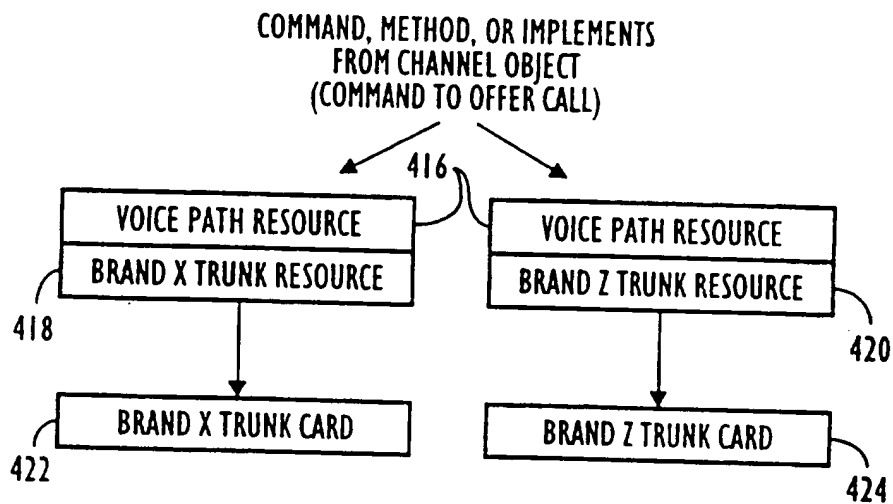 COMMAND, METHOD, OR IMPLEMENTS
FROM CHANNEL OBJECT
(COMMAND TO OFFER CALL)
416
VOICE PATH RESOURCE
BRAND X TRUNK RESOURCE
418
VOICE PATH RESOURCE
BRAND Z TRUNK RESOURCE
420
BRAND X TRUNK CARD
422
BRAND Z TRUNK CARD
424